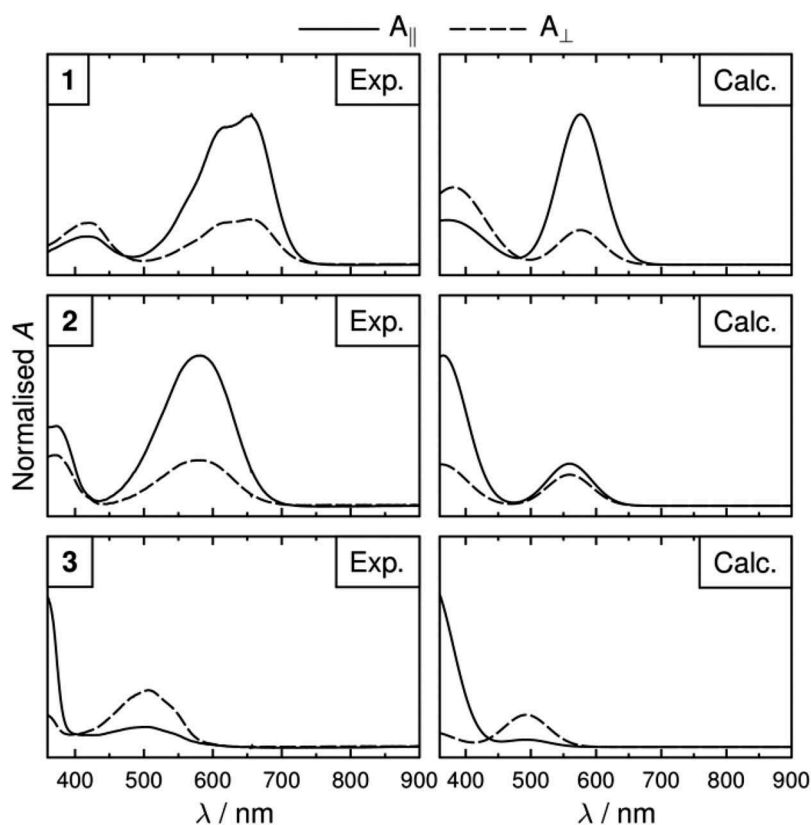 A∥ A⊥
1 Exp. Calc.
2 Exp. Calc.
3 Exp. Calc.
Normalised A
400 500 600 700 800 900 400 500 600 700 800 900
λ / nm λ / nm